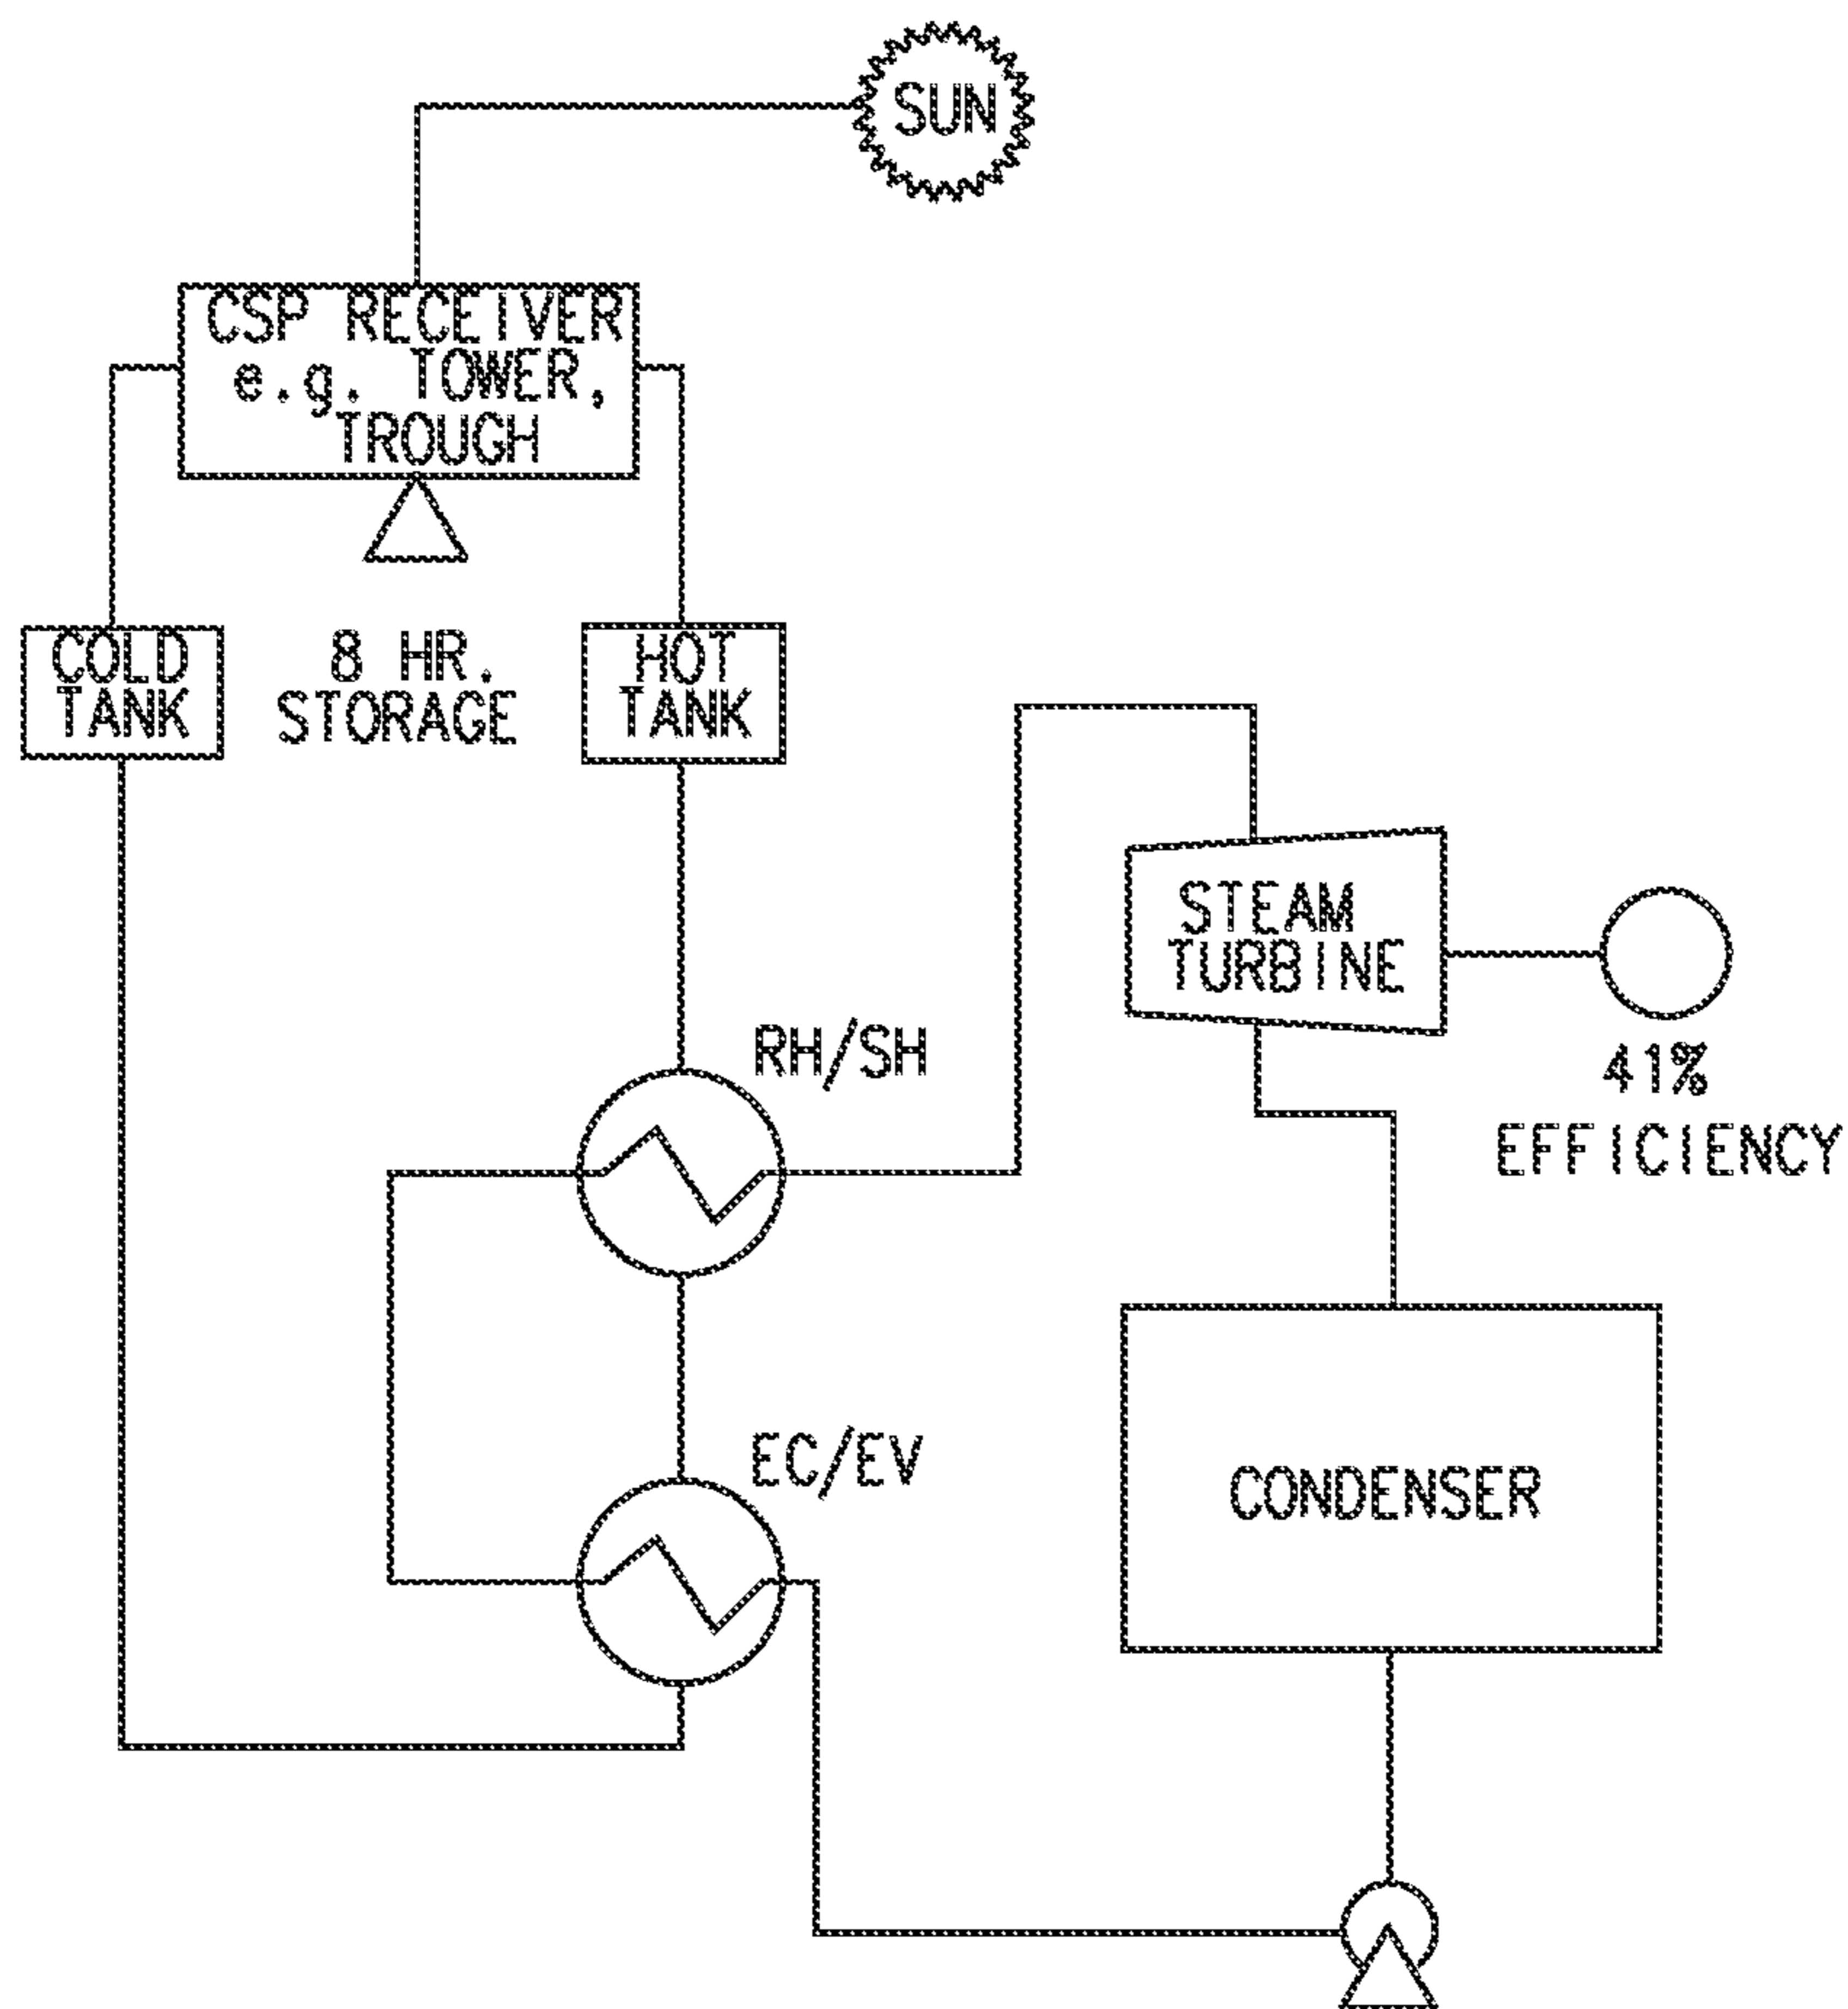 SUN
CSP RECEIVER
e.g. TOWER,
TROUGH
COLD
TANK
8 HR.
STORAGE
HOT
TANK
STEAM
TURBINE
41%
EFFICIENCY
RH/SH
EC/EV
CONDENSER